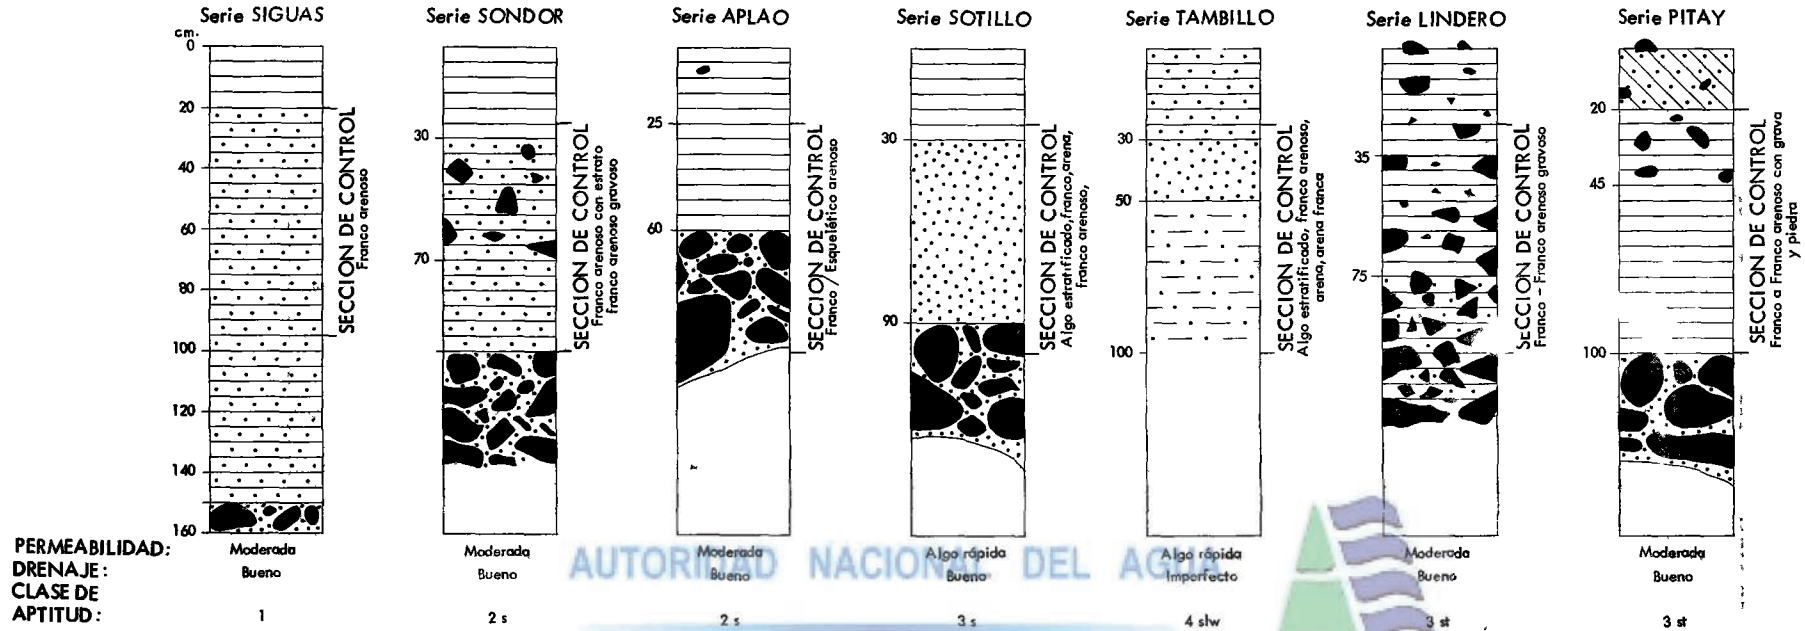 Serie SIGUAS
Serie SONDOR
Serie APLAO
Serie SOTILLO
Serie TAMBILLO
Serie LINDERO
Serie PITAY
cm.
0
20
40
60
80
100
120
140
160
SECCION DE CONTROL
Franco arenoso
30
70
SECCION DE CONTROL
Franco arenoso con estrato
franco arenoso gravoso
25
60
SECCION DE CONTROL
Franco / Esquelético arenoso
30
90
SECCION DE CONTROL
Algo estratificado, franco, arena,
franco arenoso,
30
50
100
SECCION DE CONTROL
Algo estratificado, franco arenoso,
arena, arena franca
35
75
SECCION DE CONTROL
Franco - Franco arenoso gravoso
20
45
100
SECCION DE CONTROL
Franco a Franco arenoso con grava
y piedra
PERMEABILIDAD:
Moderada
Moderada
Moderada
Algo rápida
Algo rápida
Moderada
Moderada
DRENAJE:
Bueno
Bueno
Bueno
Bueno
Imperfecto
Bueno
Bueno
AUTORIDAD NACIONAL DEL AGUA
CLASE DE
APTITUD:
1
2 s
2 s
3 s
4 slw
3 st
3 st